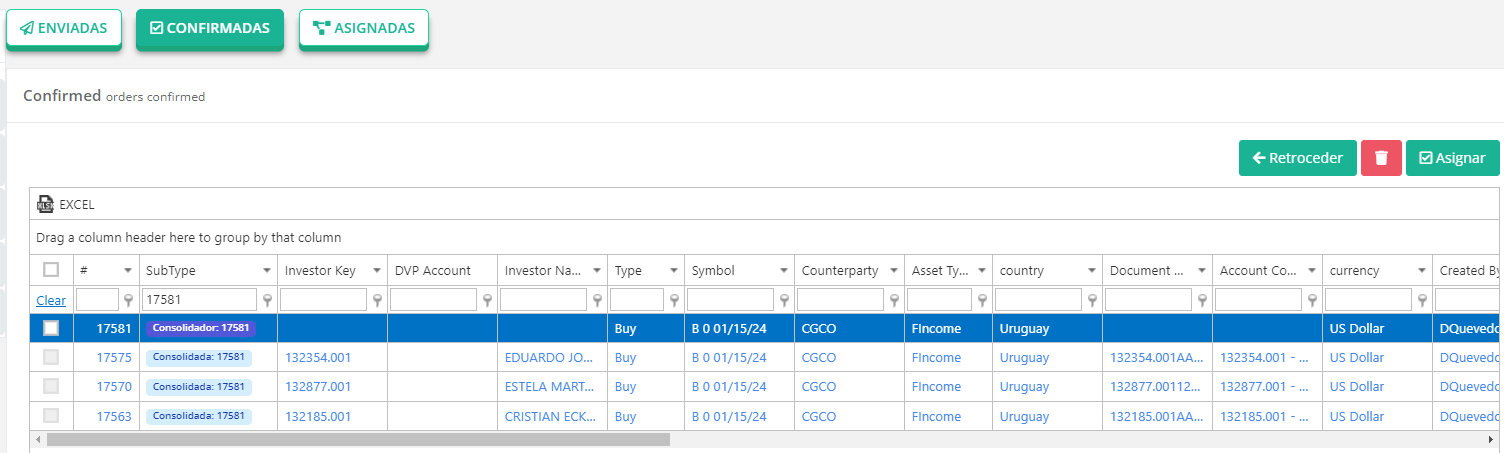 ENVIADAS CONFIRMADAS ASIGNADAS
Confirmed orders confirmed
Retroceder Asignar
XLSX EXCEL
Drag a column header here to group by that column
# SubType Investor Key DVP Account Investor Na... Type Symbol Counterparty Asset Ty... country Document ... Account Co... currency Created By
Clear 17581
17581 Consolidador: 17581 Buy B 0 01/15/24 CGCO FIncome Uruguay US Dollar DQuevedo
17575 Consolidada: 17581 132354.001 EDUARDO JO... Buy B 0 01/15/24 CGCO FIncome Uruguay 132354.001AA... 132354.001 - ... US Dollar DQuevedo
17570 Consolidada: 17581 132877.001 ESTELA MART... Buy B 0 01/15/24 CGCO FIncome Uruguay 132877.00112... 132877.001 - ... US Dollar DQuevedo
17563 Consolidada: 17581 132185.001 CRISTIAN ECK... Buy B 0 01/15/24 CGCO FIncome Uruguay 132185.001AA... 132185.001 - ... US Dollar DQuevedo